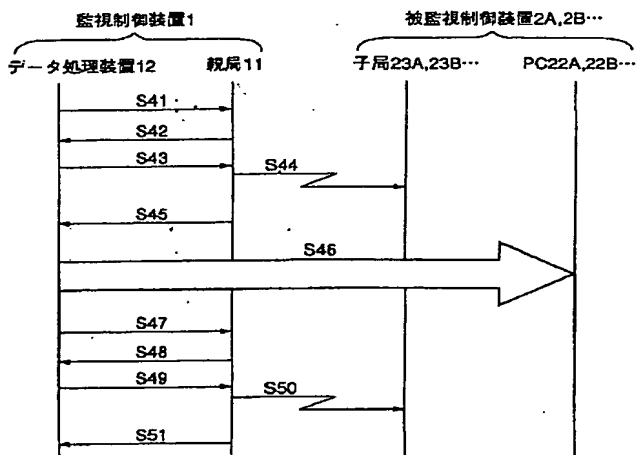 監視制御装置1
被監視制御装置2A,2B…
データ処理装置12
親局11
子局23A,23B…
PC22A,22B…
S41
S42
S43
S44
S45
S46
S47
S48
S49
S50
S51